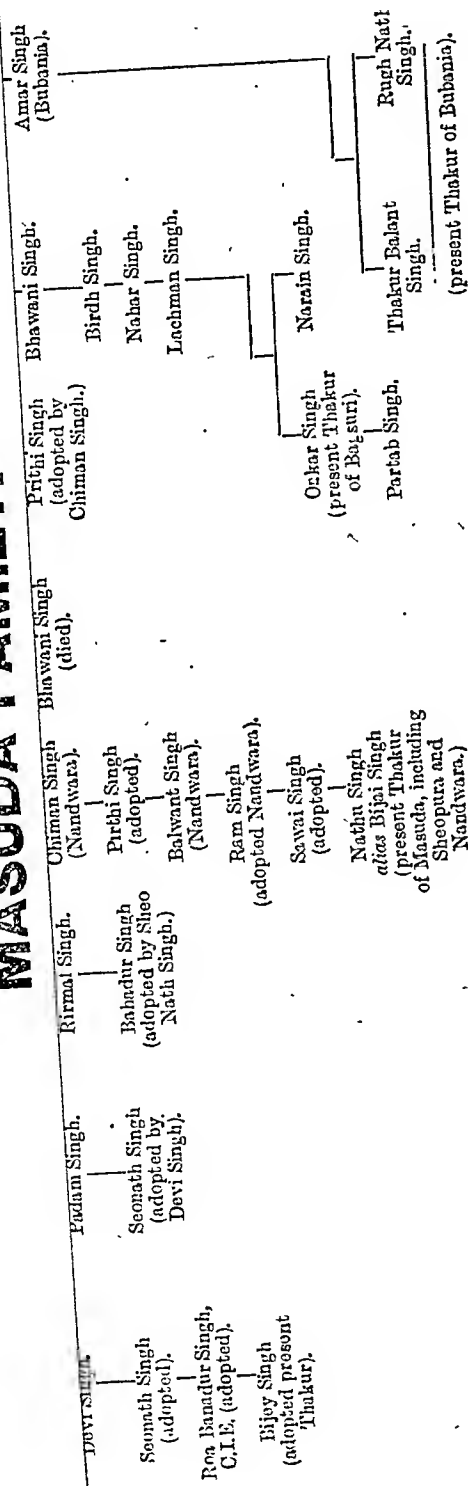 MASUDA FAMILY
Devi Singh.
Seonath Singh
(adopted).
Roa Banadur Singh,
C.I.E. (adopted).
Bijey Singh
(adopted present
Thakur).
Padam Singh.
Seonath Singh
(adopted by
Devi Singh).
Rirmal Singh.
Bahadur Singh
(adopted by Sheo
Nath Singh.)
Chiman Singh
(Nandwara).
Pirthi Singh
(adopted).
Balwant Singh
(Nandwara).
Ram Singh
(adopted Nandwara).
Sawai Singh
(adopted).
Nathu Singh
alias Bijai Singh
(present Thakur
of Masuda, including
Sheopura and
Nandwara.)
Bhawani Singh
(died).
Prithi Singh
(adopted by
Chiman Singh.)
Bhawani Singh.
Birdh Singh.
Nahar Singh.
Lachman Singh.
Onkar Singh
(present Thakur
of Bagsuri).
Partab Singh.
Narain Singh.
Amar Singh
(Bubania).
Thakur Balant
Singh.
Rugh Nath
Singh.
(present Thakur of Bubania).